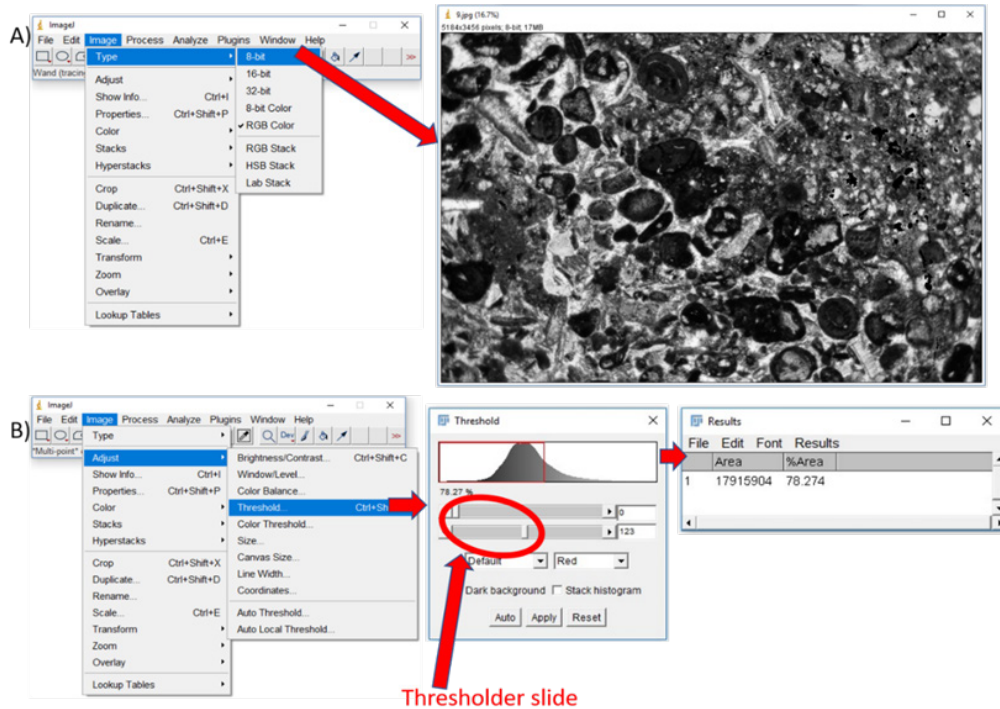 A)
ImageJ
File Edit Image Process Analyze Plugins Window Help
Wand (tracing
Type
Adjust
Show Info... Ctrl+I
Properties... Ctrl+Shift+P
Color
Stacks
Hyperstacks
Crop Ctrl+Shift+X
Duplicate... Ctrl+Shift+D
Rename...
Scale... Ctrl+E
Transform
Zoom
Overlay
Lookup Tables
8-bit
16-bit
32-bit
8-bit Color
RGB Color
RGB Stack
HSB Stack
Lab Stack
9.jpg (16.7%)
5184x3456 pixels; 8-bit; 17MB
B)
ImageJ
File Edit Image Process Analyze Plugins Window Help
Dev
"Multi-point"
Type
Adjust
Show Info... Ctrl+I
Properties... Ctrl+Shift+P
Color
Stacks
Hyperstacks
Crop Ctrl+Shift+X
Duplicate... Ctrl+Shift+D
Rename...
Scale... Ctrl+E
Transform
Zoom
Overlay
Lookup Tables
Brightness/Contrast... Ctrl+Shift+C
Window/Level...
Color Balance...
Threshold... Ctrl+Sh
Color Threshold...
Size...
Canvas Size...
Line Width...
Coordinates...
Auto Threshold...
Auto Local Threshold...
Threshold
78.27 %
0
123
Default Red
Dark background Stack histogram
Auto Apply Reset
Results
File Edit Font Results
Area %Area
1 17915904 78.274
Thresholder slide